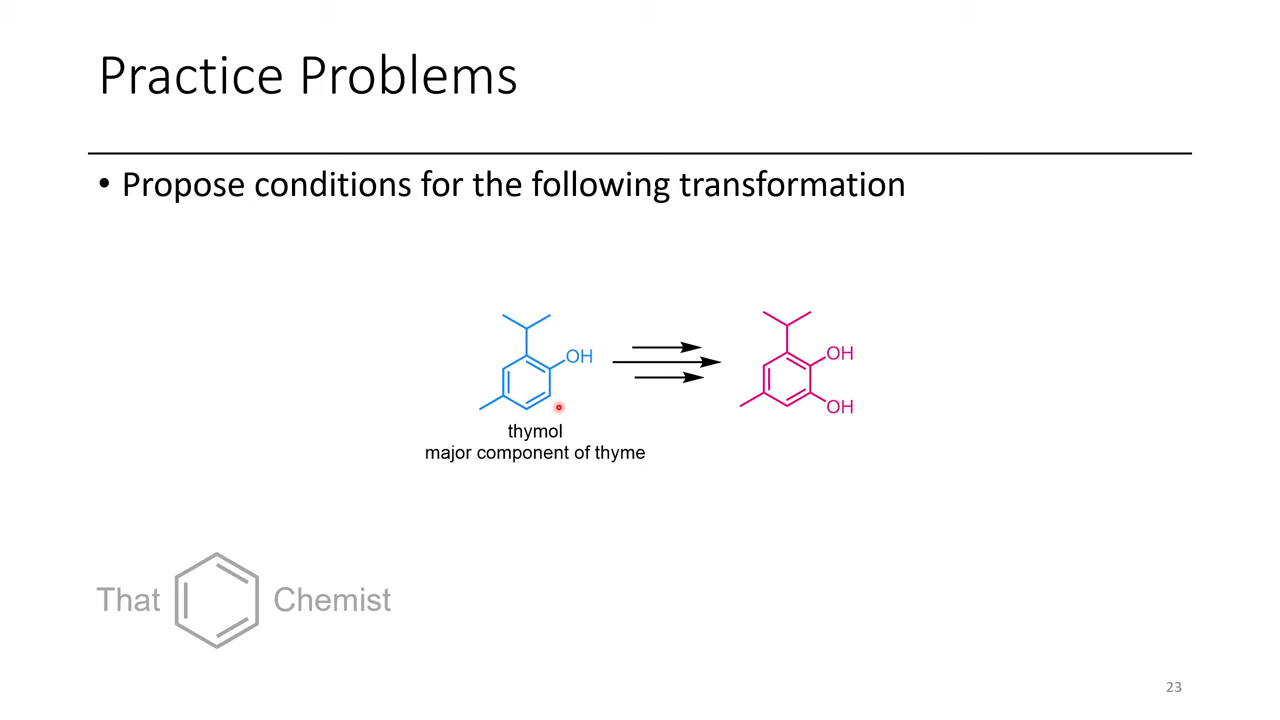 Practice Problems
• Propose conditions for the following transformation
OH
OH
OH
thymol
major component of thyme
That Chemist
23